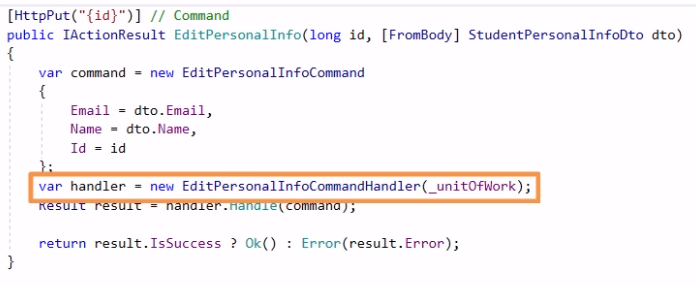 [HttpPut("{id}")] // Command
public IActionResult EditPersonalInfo(long id, [FromBody] StudentPersonalInfoDto dto)
{
var command = new EditPersonalInfoCommand
{
Email = dto.Email,
Name = dto.Name,
Id = id
};
var handler = new EditPersonalInfoCommandHandler(_unitOfWork);
Result result = handler.Handle(command);
return result.IsSuccess ? Ok() : Error(result.Error);
}